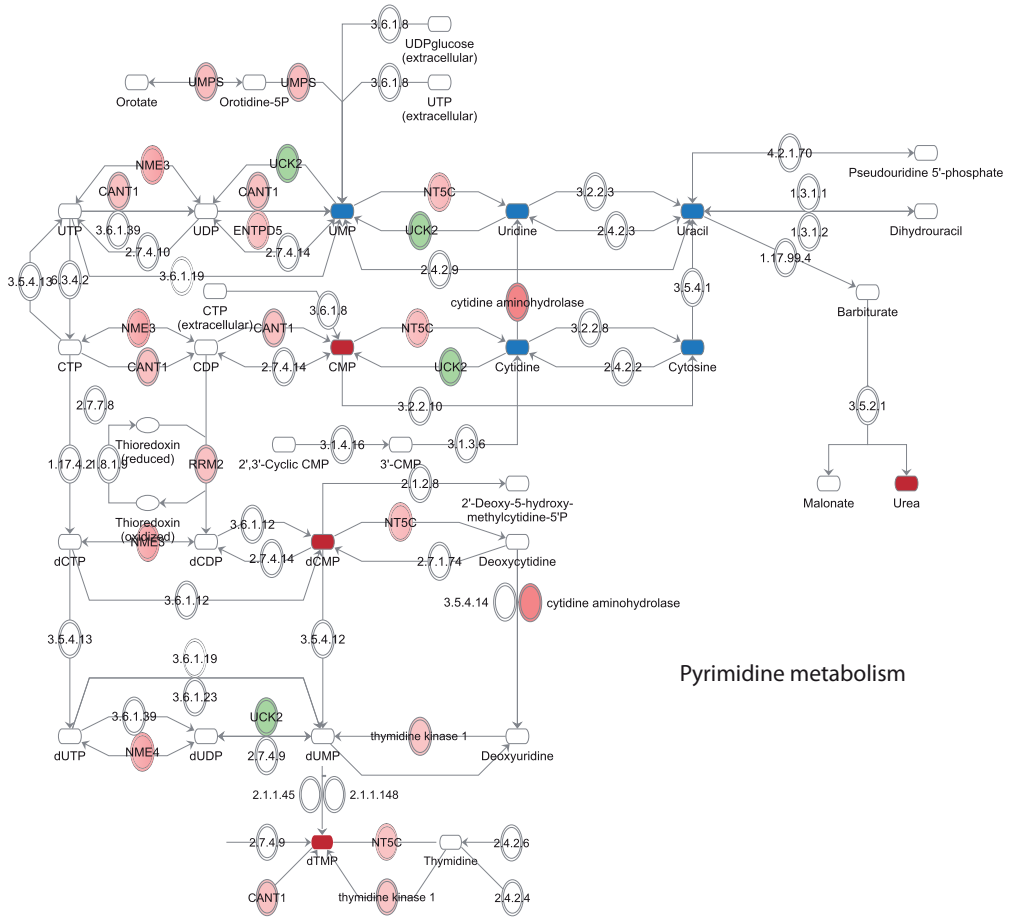 3.6.1.8
UDPglucose
(extracellular)
UMPS
UMPS
3.6.1.8
Orotate
Orotidine-5P
UTP
(extracellular)
4.2.1.70
NME3
UCK2
Pseudouridine 5'-phosphate
CANT1
CANT1
NT5C
3.2.2.3
1.3.1.1
UTP
3.6.1.39
UDP
ENTPD5
UMP
UCK2
Uridine
2.4.2.3
Uracil
1.3.1.2
Dihydrouracil
2.7.4.10
2.7.4.14
1.17.99.4
3.6.1.19
2.4.2.9
3.5.4.13
6.3.4.2
3.5.4.1
cytidine aminohydrolase
CTP
(extracellular)
3.6.1.8
Barbiturate
NME3
CANT1
NT5C
3.2.2.8
CTP
CANT1
CDP
2.7.4.14
CMP
UCK2
Cytidine
2.4.2.2
Cytosine
2.7.7.8
3.2.2.10
3.5.2.1
Thioredoxin
(reduced)
3.1.4.16
3.1.3.6
1.17.4.2
1.8.1.9
RRM2
2',3'-Cyclic CMP
3'-CMP
2.1.2.8
Malonate
Urea
2'-Deoxy-5-hydroxy-
methylcytidine-5'P
Thioredoxin
(oxidized)
3.6.1.12
NT5C
NME3
dCTP
dCDP
2.7.4.14
dCMP
2.7.1.74
Deoxycytidine
3.6.1.12
3.5.4.14
cytidine aminohydrolase
3.5.4.13
3.5.4.12
3.6.1.19
Pyrimidine metabolism
3.6.1.23
3.6.1.39
UCK2
thymidine kinase 1
dUTP
NME4
dUDP
2.7.4.9
dUMP
Deoxyuridine
2.1.1.45
2.1.1.148
2.7.4.9
NT5C
2.4.2.6
dTMP
Thymidine
CANT1
thymidine kinase 1
2.4.2.4